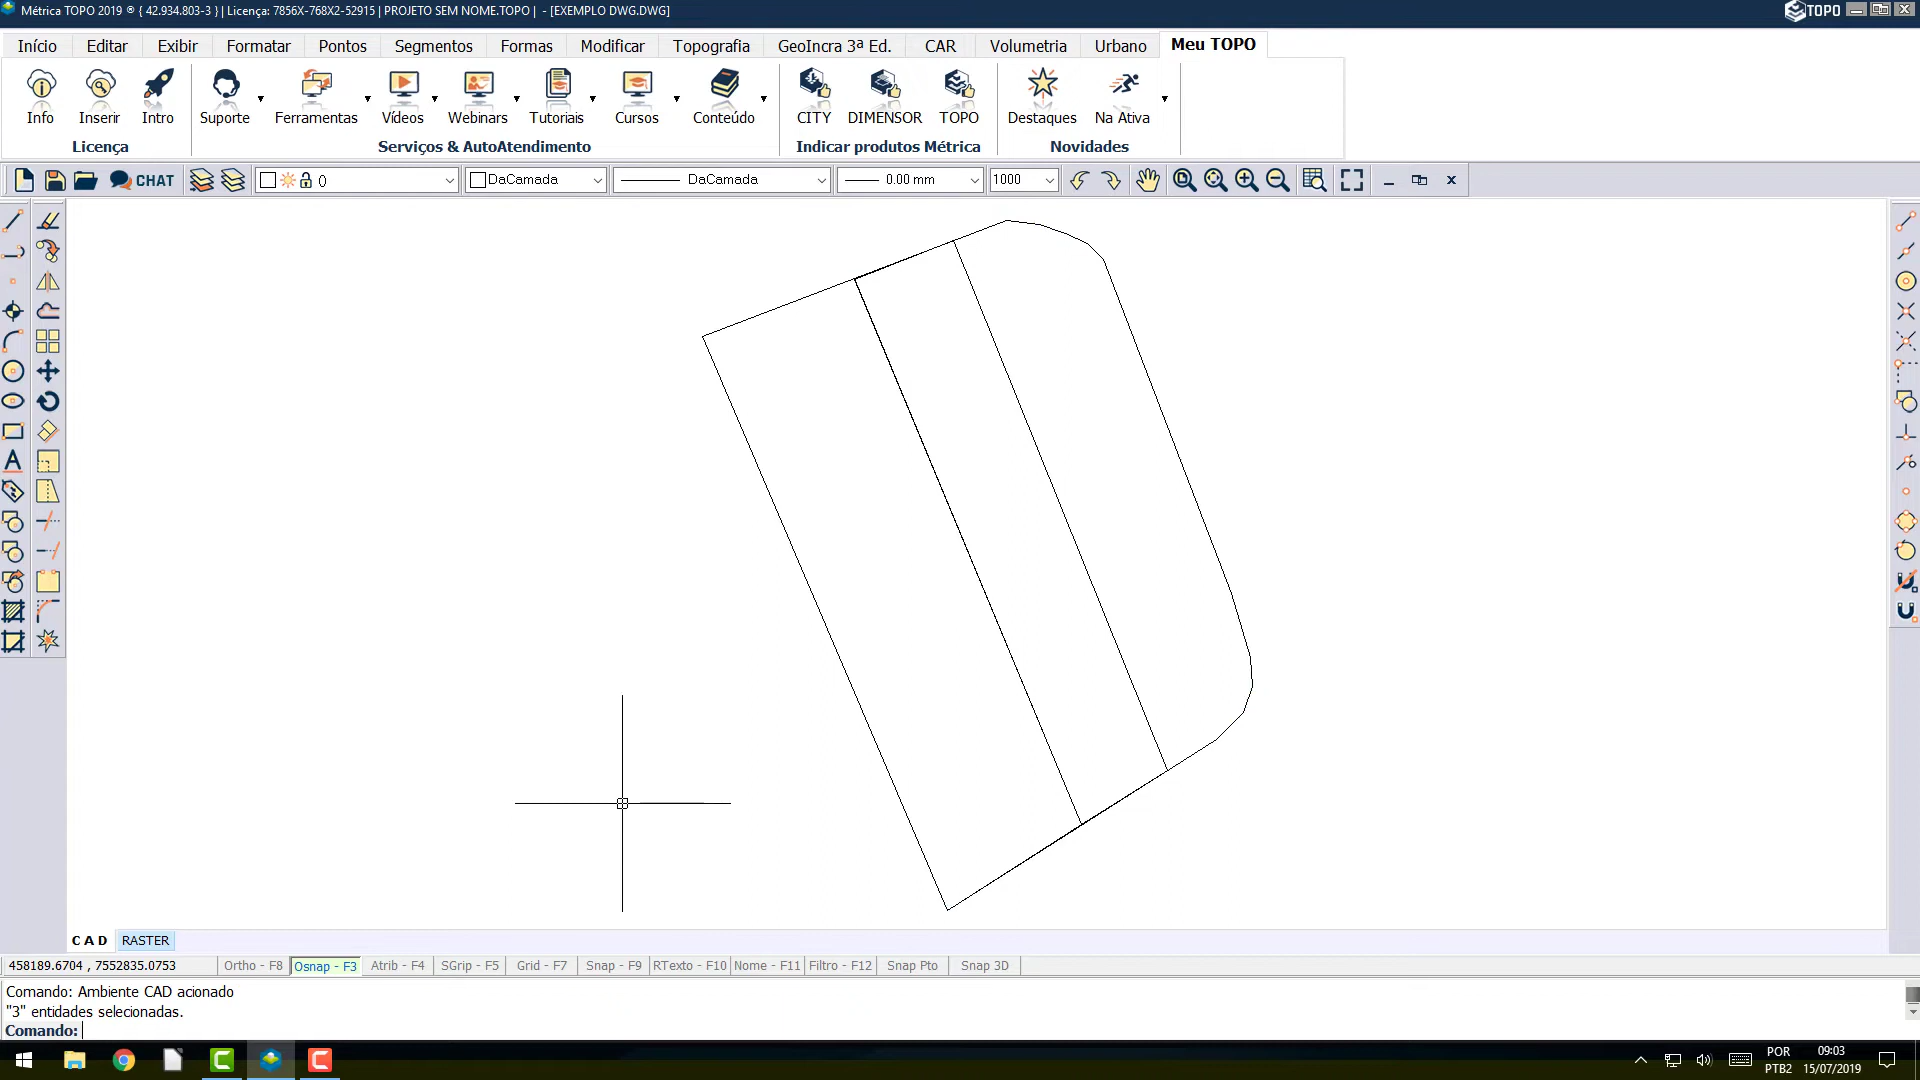 Métrica TOPO 2019 ® { 42.934.803-3 } | Licença: 7856X-768X2-52915 | PROJETO SEM NOME.TOPO | - [EXEMPLO DWG.DWG]
TOPO
Início Editar Exibir Formatar Pontos Segmentos Formas Modificar Topografia GeoIncra 3ª Ed. CAR Volumetria Urbano Meu TOPO
Info Inserir Intro Suporte Ferramentas Vídeos Webinars Tutoriais Cursos Conteúdo CITY DIMENSOR TOPO Destaques Na Ativa
Licença Serviços & AutoAtendimento Indicar produtos Métrica Novidades
CHAT 0 DaCamada DaCamada 0.00 mm 1000
A
CAD RASTER
458189.6704 , 7552835.0753 Ortho - F8 Osnap - F3 Atrib - F4 SGrip - F5 Grid - F7 Snap - F9 RTexto - F10 Nome - F11 Filtro - F12 Snap Pto Snap 3D
Comando: Ambiente CAD acionado
"3" entidades selecionadas.
Comando:
POR 09:03
PTB2 15/07/2019